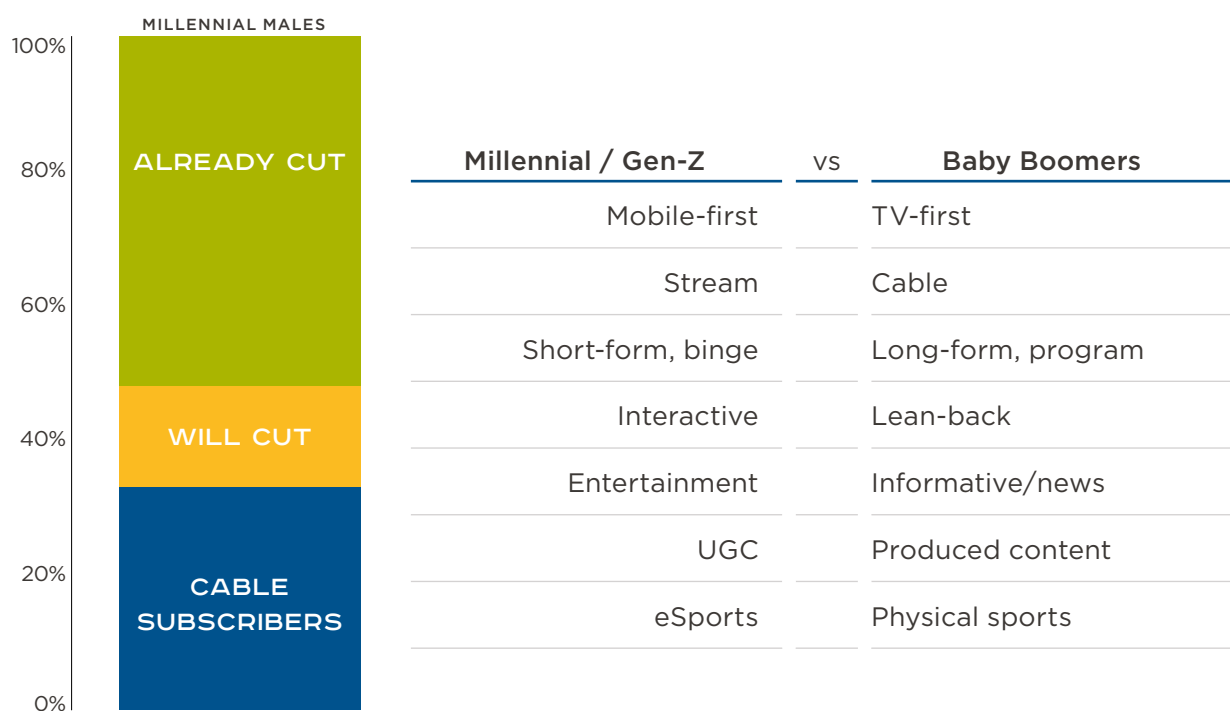 MILLENNIAL MALES
100%
80%
60%
40%
20%
0%
ALREADY CUT
WILL CUT
CABLE
SUBSCRIBERS
Millennial / Gen-Z vs Baby Boomers
Mobile-first TV-first
Stream Cable
Short-form, binge Long-form, program
Interactive Lean-back
Entertainment Informative/news
UGC Produced content
eSports Physical sports